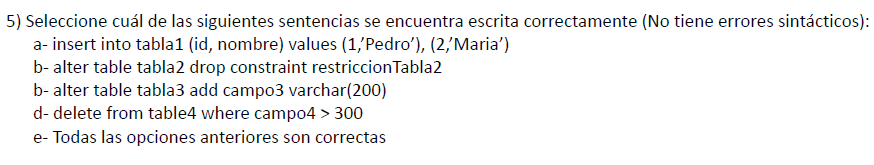 5) Seleccione cuál de las siguientes sentencias se encuentra escrita correctamente (No tiene errores sintácticos):
a- insert into tabla1 (id, nombre) values (1,’Pedro’), (2,’Maria’)
b- alter table tabla2 drop constraint restriccionTabla2
b- alter table tabla3 add campo3 varchar(200)
d- delete from table4 where campo4 > 300
e- Todas las opciones anteriores son correctas